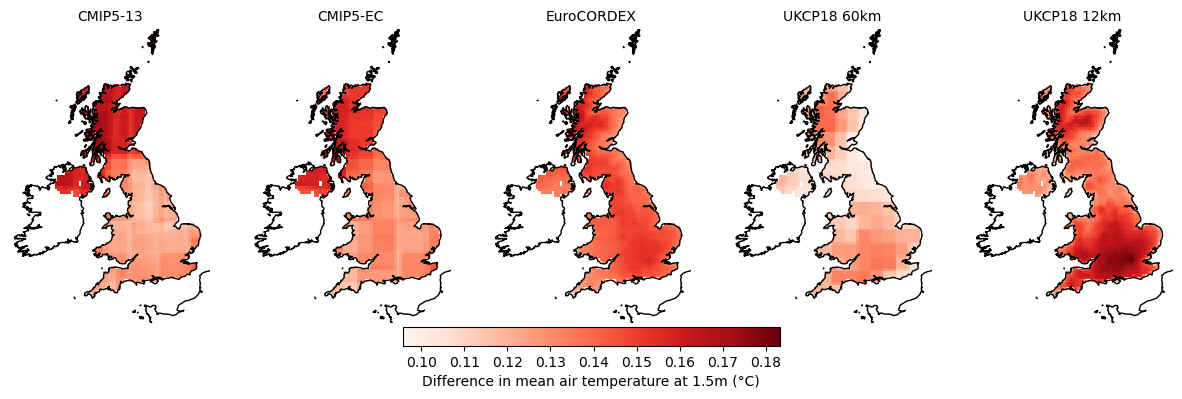 CMIP5-13 CMIP5-EC EuroCORDEX UKCP18 60km UKCP18 12km
0.10 0.11 0.12 0.13 0.14 0.15 0.16 0.17 0.18
Difference in mean air temperature at 1.5m (°C)